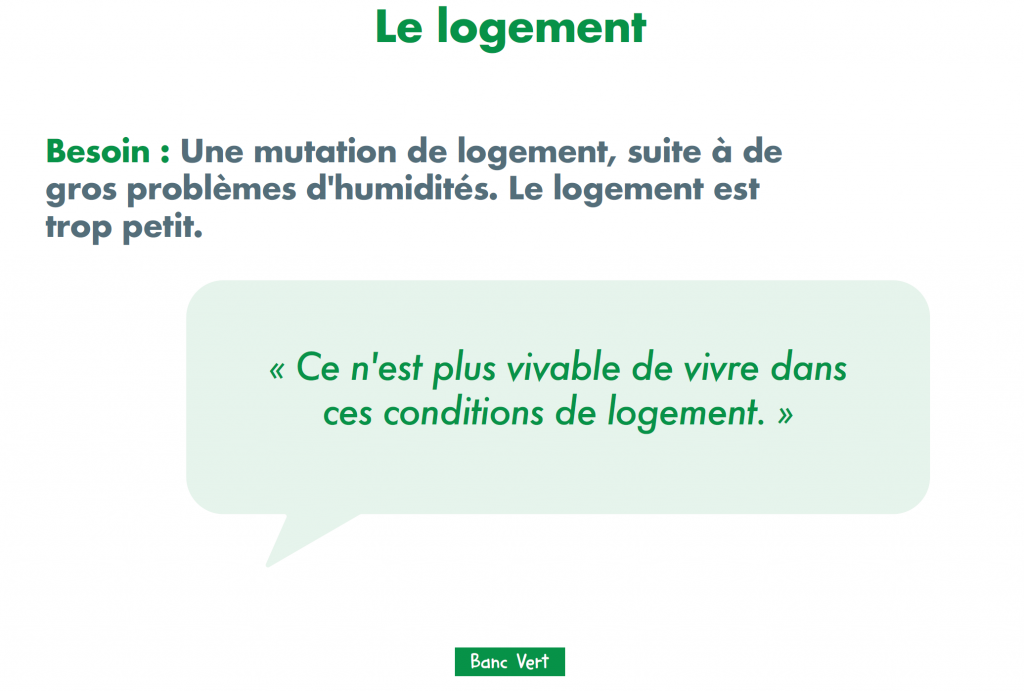 Le logement
Besoin : Une mutation de logement, suite à de
gros problèmes d'humidités. Le logement est
trop petit.
« Ce n'est plus vivable de vivre dans
ces conditions de logement. »
Banc Vert